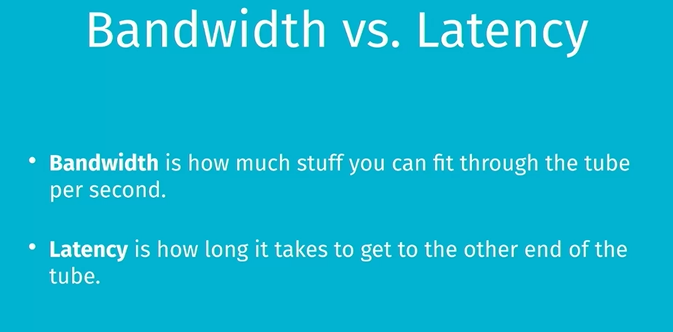 Bandwidth vs. Latency
• Bandwidth is how much stuff you can fit through the tube
per second.
• Latency is how long it takes to get to the other end of the
tube.